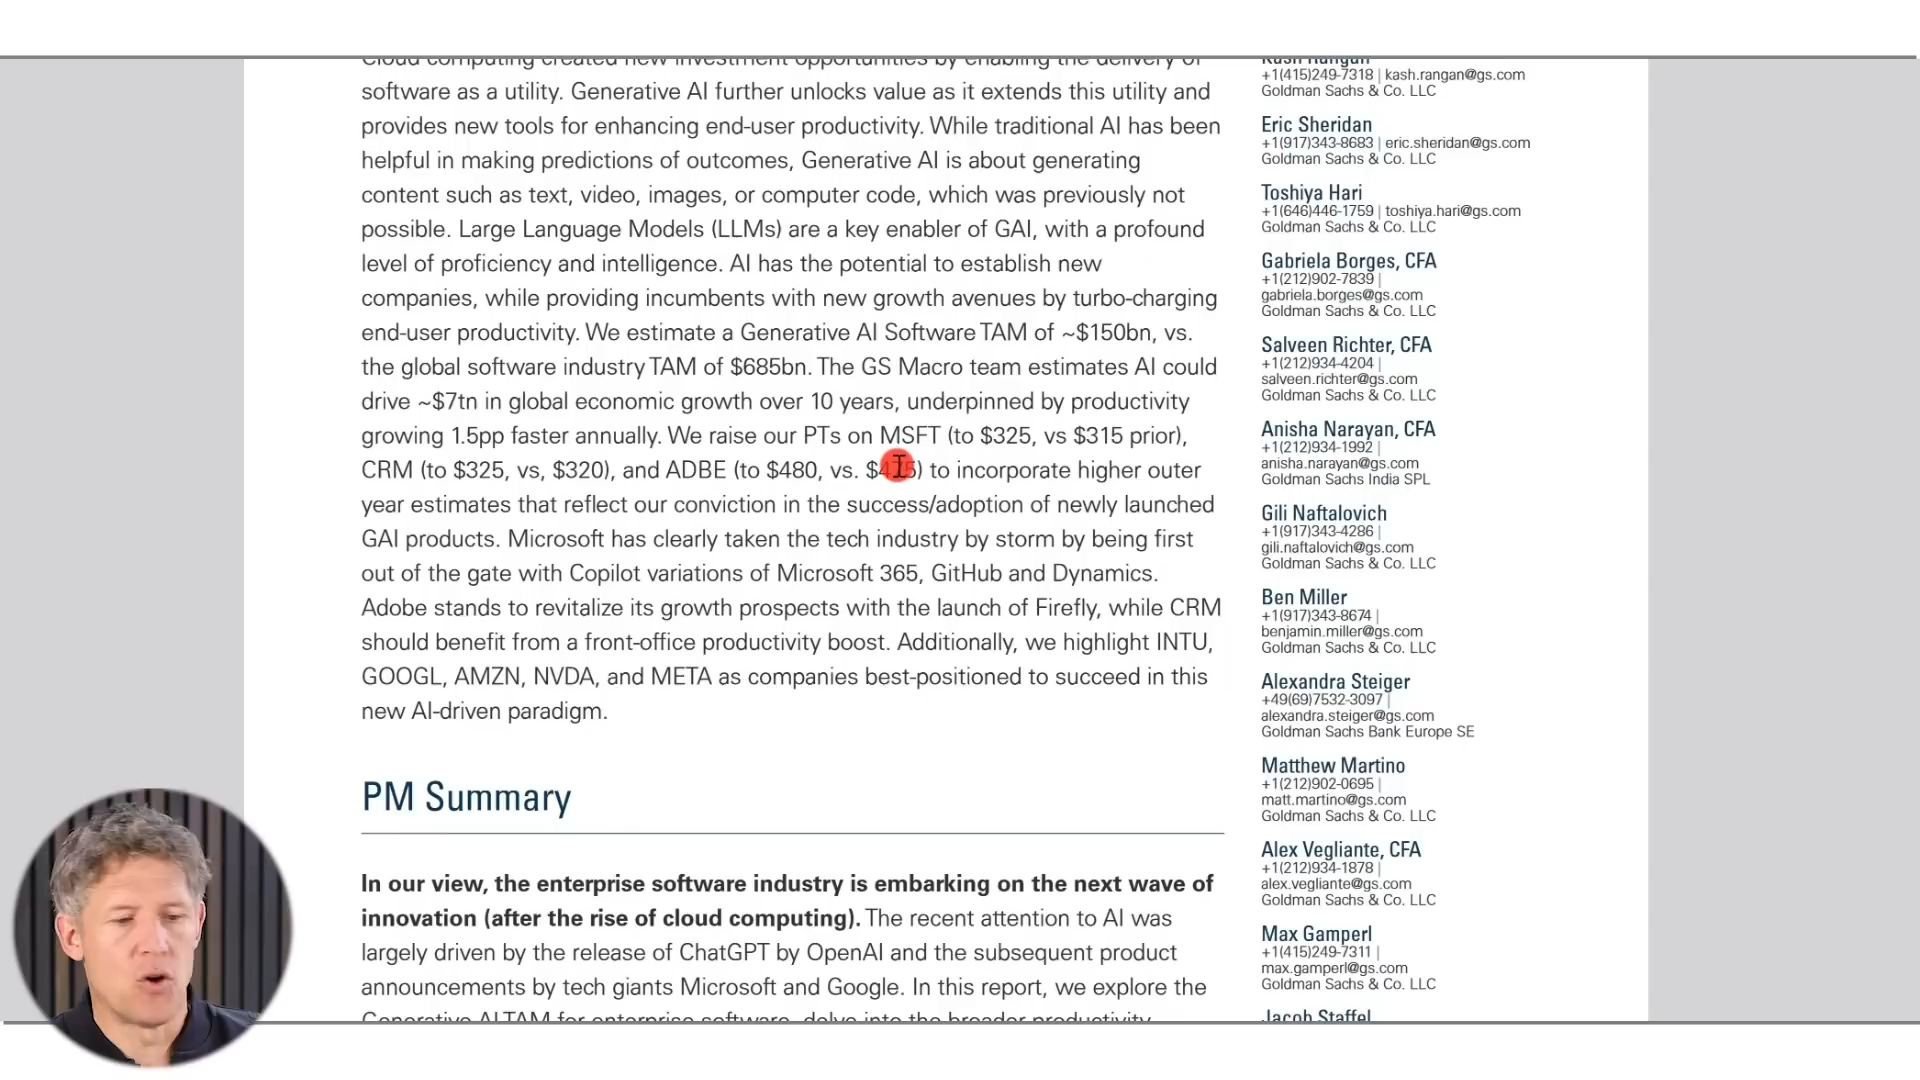 Cloud computing created new investment opportunities by enabling the delivery of
software as a utility. Generative AI further unlocks value as it extends this utility and
provides new tools for enhancing end-user productivity. While traditional AI has been
helpful in making predictions of outcomes, Generative AI is about generating
content such as text, video, images, or computer code, which was previously not
possible. Large Language Models (LLMs) are a key enabler of GAI, with a profound
level of proficiency and intelligence. AI has the potential to establish new
companies, while providing incumbents with new growth avenues by turbo-charging
end-user productivity. We estimate a Generative AI Software TAM of ~$150bn, vs.
the global software industry TAM of $685bn. The GS Macro team estimates AI could
drive ~$7tn in global economic growth over 10 years, underpinned by productivity
growing 1.5pp faster annually. We raise our PTs on MSFT (to $325, vs $315 prior),
CRM (to $325, vs, $320), and ADBE (to $480, vs. to incorporate higher outer
year estimates that reflect our conviction in the success/adoption of newly launched
GAI products. Microsoft has clearly taken the tech industry by storm by being first
out of the gate with Copilot variations of Microsoft 365, GitHub and Dynamics.
Adobe stands to revitalize its growth prospects with the launch of Firefly, while CRM
should benefit from a front-office productivity boost. Additionally, we highlight INTU,
GOOGL, AMZN, NVDA, and META as companies best-positioned to succeed in this
new AI-driven paradigm.
PM Summary
In our view, the enterprise software industry is embarking on the next wave of
innovation (after the rise of cloud computing). The recent attention to AI was
largely driven by the release of ChatGPT by OpenAI and the subsequent product
announcements by tech giants Microsoft and Google. In this report, we explore the
Generative AI TAM for enterprise software, delve into the broader productivity
Kash Rangan
+1(415)249-7318 | kash.rangan@gs.com
Goldman Sachs & Co. LLC
Eric Sheridan
+1(917)343-8683 | eric.sheridan@gs.com
Goldman Sachs & Co. LLC
Toshiya Hari
+1(646)446-1759 | toshiya.hari@gs.com
Goldman Sachs & Co. LLC
Gabriela Borges, CFA
+1(212)902-7839 |
gabriela.borges@gs.com
Goldman Sachs & Co. LLC
Salveen Richter, CFA
+1(212)934-4204 |
salveen.richter@gs.com
Goldman Sachs & Co. LLC
Anisha Narayan, CFA
+1(212)934-1992 |
anisha.narayan@gs.com
Goldman Sachs India SPL
Gili Naftalovich
+1(917)343-4286 |
gili.naftalovich@gs.com
Goldman Sachs & Co. LLC
Ben Miller
+1(917)343-8674 |
benjamin.miller@gs.com
Goldman Sachs & Co. LLC
Alexandra Steiger
+49(69)7532-3097 |
alexandra.steiger@gs.com
Goldman Sachs Bank Europe SE
Matthew Martino
+1(212)902-0695 |
matt.martino@gs.com
Goldman Sachs & Co. LLC
Alex Vegliante, CFA
+1(212)934-1878 |
alex.vegliante@gs.com
Goldman Sachs & Co. LLC
Max Gamperl
+1(415)249-7311 |
max.gamperl@gs.com
Goldman Sachs & Co. LLC
Jacob Staffel